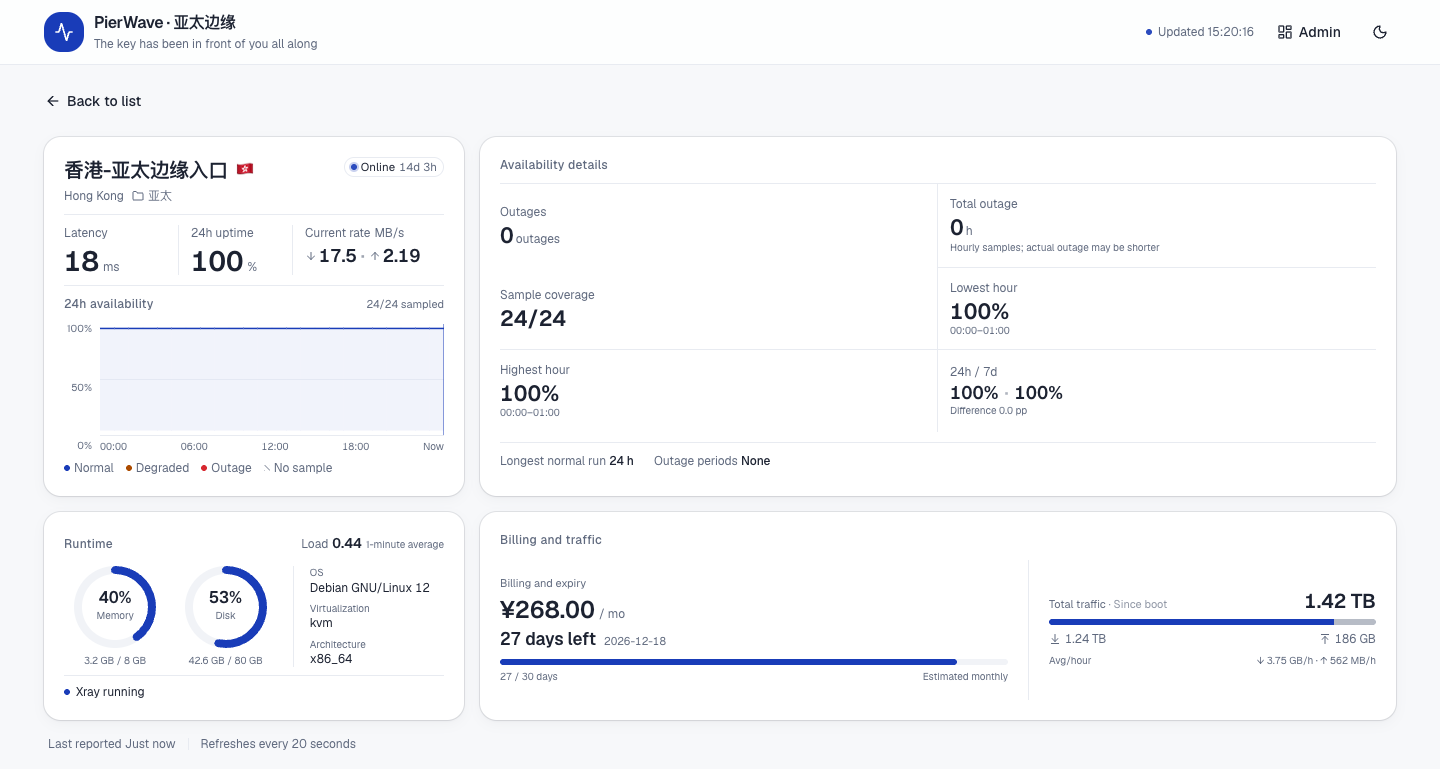 PierWave · 亚太边缘
The key has been in front of you all along
Updated 15:20:16
Admin
Back to list
香港-亚太边缘入口
Online 14d 3h
Hong Kong 亚太
Latency
18 ms
24h uptime
100 %
Current rate MB/s
↓ 17.5 · ↑ 2.19
24h availability
24/24 sampled
100%
50%
0%
00:00 06:00 12:00 18:00 Now
Normal Degraded Outage No sample
Availability details
Outages
0 outages
Total outage
0 h
Hourly samples; actual outage may be shorter
Sample coverage
24/24
Lowest hour
100%
00:00–01:00
Highest hour
100%
00:00–01:00
24h / 7d
100% · 100%
Difference 0.0 pp
Longest normal run 24 h Outage periods None
Runtime
Load 0.44 1-minute average
40%
Memory
3.2 GB / 8 GB
53%
Disk
42.6 GB / 80 GB
OS
Debian GNU/Linux 12
Virtualization
kvm
Architecture
x86_64
Xray running
Billing and traffic
Billing and expiry
¥268.00 / mo
27 days left 2026-12-18
27 / 30 days
Estimated monthly
Total traffic · Since boot
1.42 TB
1.24 TB
186 GB
Avg/hour
↓ 3.75 GB/h · ↑ 562 MB/h
Last reported Just now
Refreshes every 20 seconds